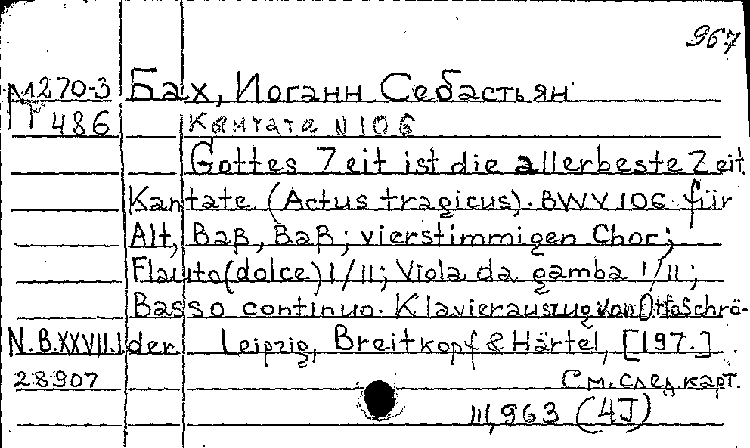 967
М1270-3 Бах, Иоганн Себастьян
Г 486 Кантата N 106
Gottes Zeit ist die allerbeste Zeit.
Kantate (Actus tragicus). BWV 106 für
Alt, Baß, Baß; vierstimmigen Chor;
Flauto (dolce) I/II; Viola da gamba I/II;
Basso continuo. Klavierauszug von Otto Schrö-
N.B.XXVII.1 der Leipzig, Breitkopf & Härtel, [197.]
28907 См. след. карт.
III, 963 (4J)